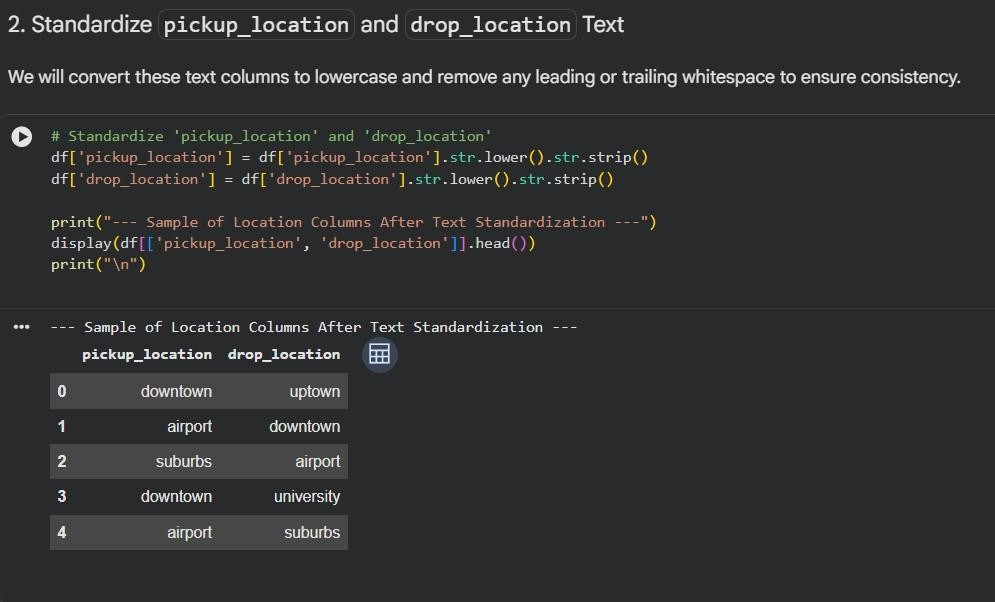 2. Standardize pickup_location and drop_location Text
We will convert these text columns to lowercase and remove any leading or trailing whitespace to ensure consistency.
# Standardize 'pickup_location' and 'drop_location'
df['pickup_location'] = df['pickup_location'].str.lower().str.strip()
df['drop_location'] = df['drop_location'].str.lower().str.strip()
print("--- Sample of Location Columns After Text Standardization ---")
display(df[['pickup_location', 'drop_location']].head())
print("\n")
--- Sample of Location Columns After Text Standardization ---
pickup_location drop_location
0 downtown uptown
1 airport downtown
2 suburbs airport
3 downtown university
4 airport suburbs